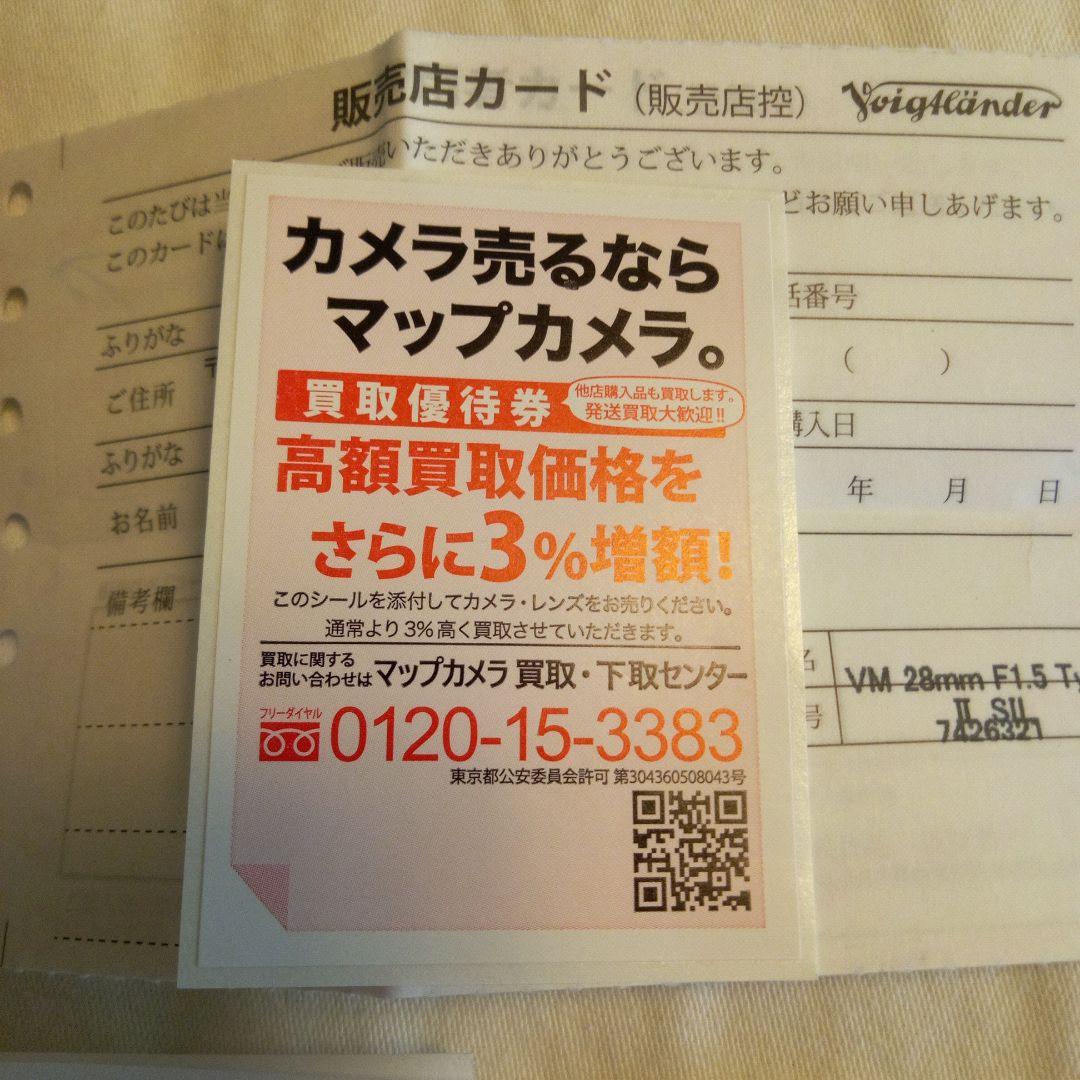 販売店カード（販売店控） Voigtländer
いただきありがとうございます。
このたびは当
どお願い申しあげます。
このカードは
話番号
ふりがな
（ ）
ご住所
購入日
ふりがな
年 月 日
お名前
備考欄
名 VM 28mm F1.5 Ty
II SII
号 7426321
カメラ売るなら
マップカメラ。
買取優待券
他店購入品も買取します。
発送買取大歓迎!!
高額買取価格を
さらに3%増額!
このシールを添付してカメラ・レンズをお売りください。
通常より3%高く買取させていただきます。
買取に関する
お問い合わせは マップカメラ 買取・下取センター
フリーダイヤル
0120-15-3383
東京都公安委員会許可 第304360508043号